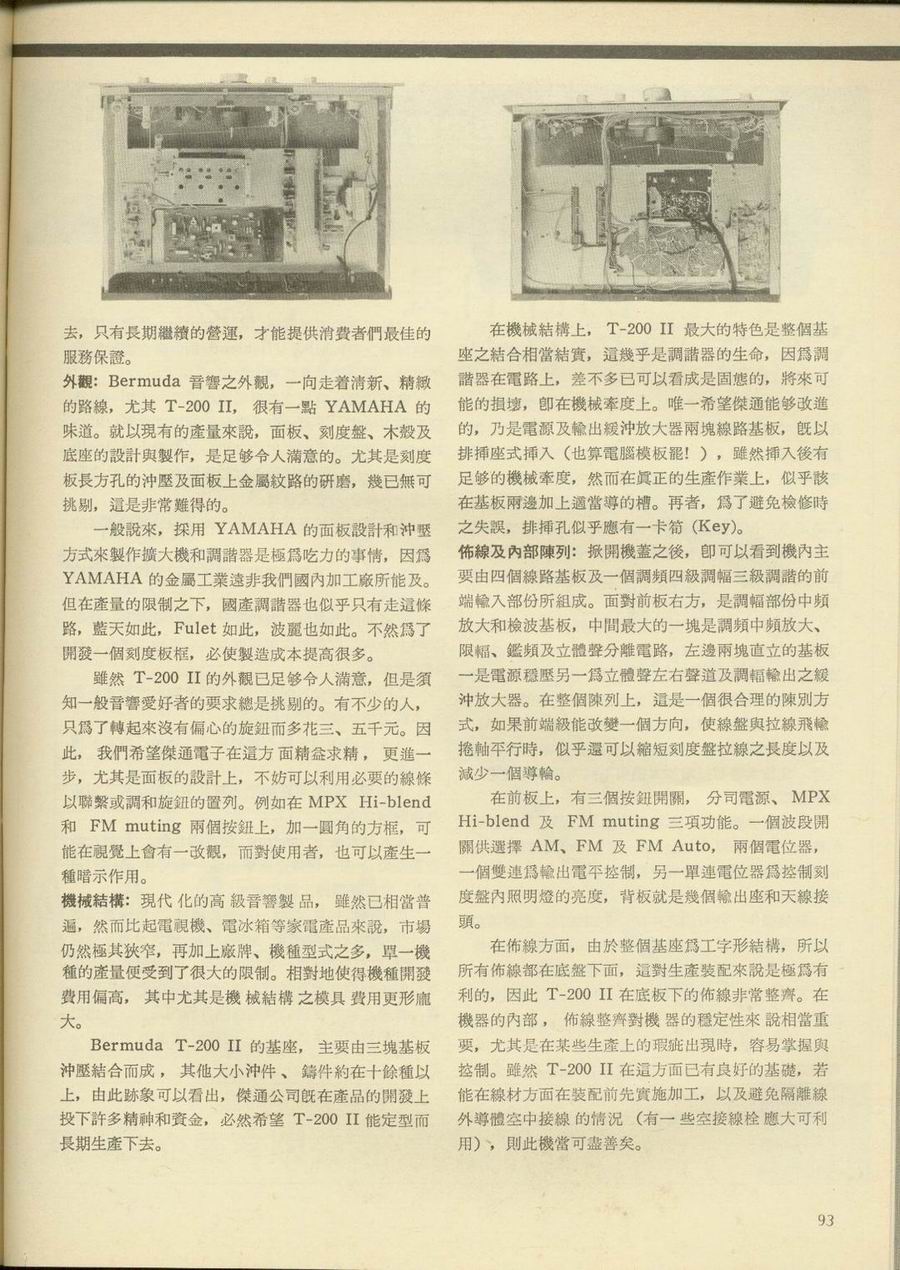 去，只有長期繼續的營運，才能提供消費者們最佳的
服務保證。
外觀：Bermuda 音響之外觀，一向走着清新、精緻
的路線，尤其 T-200 II，很有一點 YAMAHA 的
味道。就以現有的產量來說，面板、刻度盤、木殼及
底座的設計與製作，是足够令人滿意的。尤其是刻度
板長方孔的沖壓及面板上金屬紋路的研磨，幾已無可
挑剔，這是非常難得的。
一般說來，採用 YAMAHA 的面板設計和沖壓
方式來製作擴大機和調諧器是極爲吃力的事情，因爲
YAMAHA 的金屬工業遠非我們國內加工廠所能及。
但在產量的限制之下，國產調諧器也似乎只有走這條
路，藍天如此，Fulet 如此，波麗也如此。不然爲了
開發一個刻度板框，必使製造成本提高很多。
雖然 T-200 II 的外觀已足够令人滿意，但是須
知一般音響愛好者的要求總是挑剔的。有不少的人，
只爲了轉起來沒有偏心的旋鈕而多花三、五千元。因
此，我們希望傑通電子在這方面精益求精，更進一
步，尤其是面板的設計上，不妨可以利用必要的線條
以聯繫或調和旋鈕的置列。例如在 MPX Hi-blend
和 FM muting 兩個按鈕上，加一圓角的方框，可
能在視覺上會有一改觀，而對使用者，也可以產生一
種暗示作用。
機械結構：現代化的高級音響製品，雖然已相當普
遍，然而比起電視機、電冰箱等家電產品來說，市場
仍然極其狹窄，再加上廠牌、機種型式之多，單一機
種的產量便受到了很大的限制。相對地使得機種開發
費用偏高，其中尤其是機械結構之模具費用更形龐
大。
Bermuda T-200 II 的基座，主要由三塊基板
沖壓結合而成，其他大小沖件、鑄件約在十餘種以
上，由此跡象可以看出，傑通公司旣在產品的開發上
投下許多精神和資金，必然希望 T-200 II 能定型而
長期生產下去。
在機械結構上，T-200 II 最大的特色是整個基
座之結合相當結實，這幾乎是調諧器的生命，因爲調
諧器在電路上，差不多已可以看成是固態的，將來可
能的損壞，卽在機械牽度上。唯一希望傑通能够改進
的，乃是電源及輸出緩沖放大器兩塊線路基板，旣以
排挿座式挿入（也算電腦模板罷！），雖然挿入後有
足够的機械牽度，然而在眞正的生產作業上，似乎該
在基板兩邊加上適當導的槽。再者，爲了避免檢修時
之失誤，排挿孔似乎應有一卡筍 (Key)。
佈線及內部陳列：掀開機蓋之後，卽可以看到機內主
要由四個線路基板及一個調頻四級調幅三級調諧的前
端輸入部份所組成。面對前板右方，是調幅部份中頻
放大和檢波基板，中間最大的一塊是調頻中頻放大、
限幅、鑑頻及立體聲分離電路，左邊兩塊直立的基板
一是電源穩壓另一爲立體聲左右聲道及調幅輸出之緩
沖放大器。在整個陳列上，這是一個很合理的陳列方
式，如果前端級能改變一個方向，使線盤與拉線飛輪
捲軸平行時，似乎還可以縮短刻度盤拉線之長度以及
減少一個導輪。
在前板上，有三個按鈕開關，分司電源、MPX
Hi-blend 及 FM muting 三項功能。一個波段開
關供選擇 AM、FM 及 FM Auto，兩個電位器，
一個雙連爲輸出電平控制，另一單連電位器爲控制刻
度盤內照明燈的亮度，背板就是幾個輸出座和天線接
頭。
在佈線方面，由於整個基座爲工字形結構，所以
所有佈線都在底盤下面，這對生產裝配來說是極爲有
利的，因此 T-200 II 在底板下的佈線非常整齊。在
機器的內部，佈線整齊對機器的穩定性來說相當重
要，尤其是在某些生產上的瑕疵出現時，容易掌握與
控制。雖然 T-200 II 在這方面已有良好的基礎，若
能在線材方面在裝配前先實施加工，以及避免隔離線
外導體空中接線的情況（有一些空接線栓應大可利
用），則此機當可盡善矣。
93